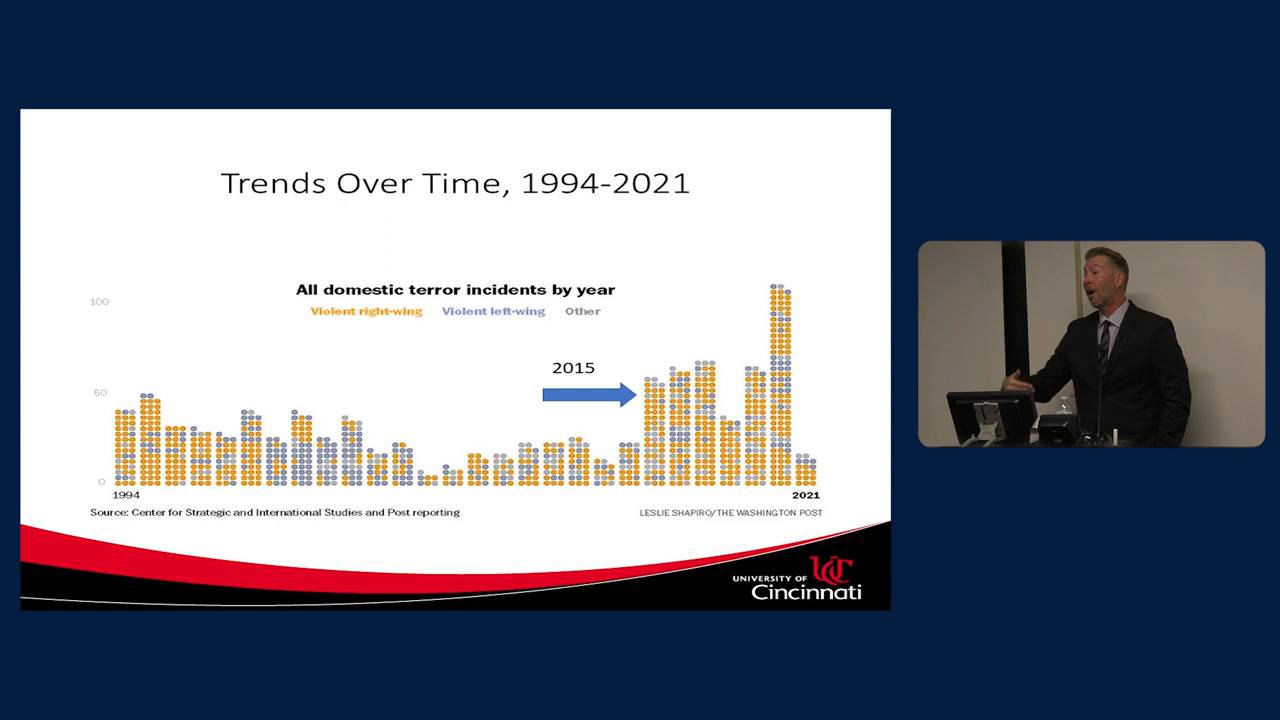 Trends Over Time, 1994-2021
All domestic terror incidents by year
Violent right-wing Violent left-wing Other
100
2015
50
0
1994
2021
Source: Center for Strategic and International Studies and Post reporting
LESLIE SHAPIRO/THE WASHINGTON POST
UC
UNIVERSITY OF
Cincinnati